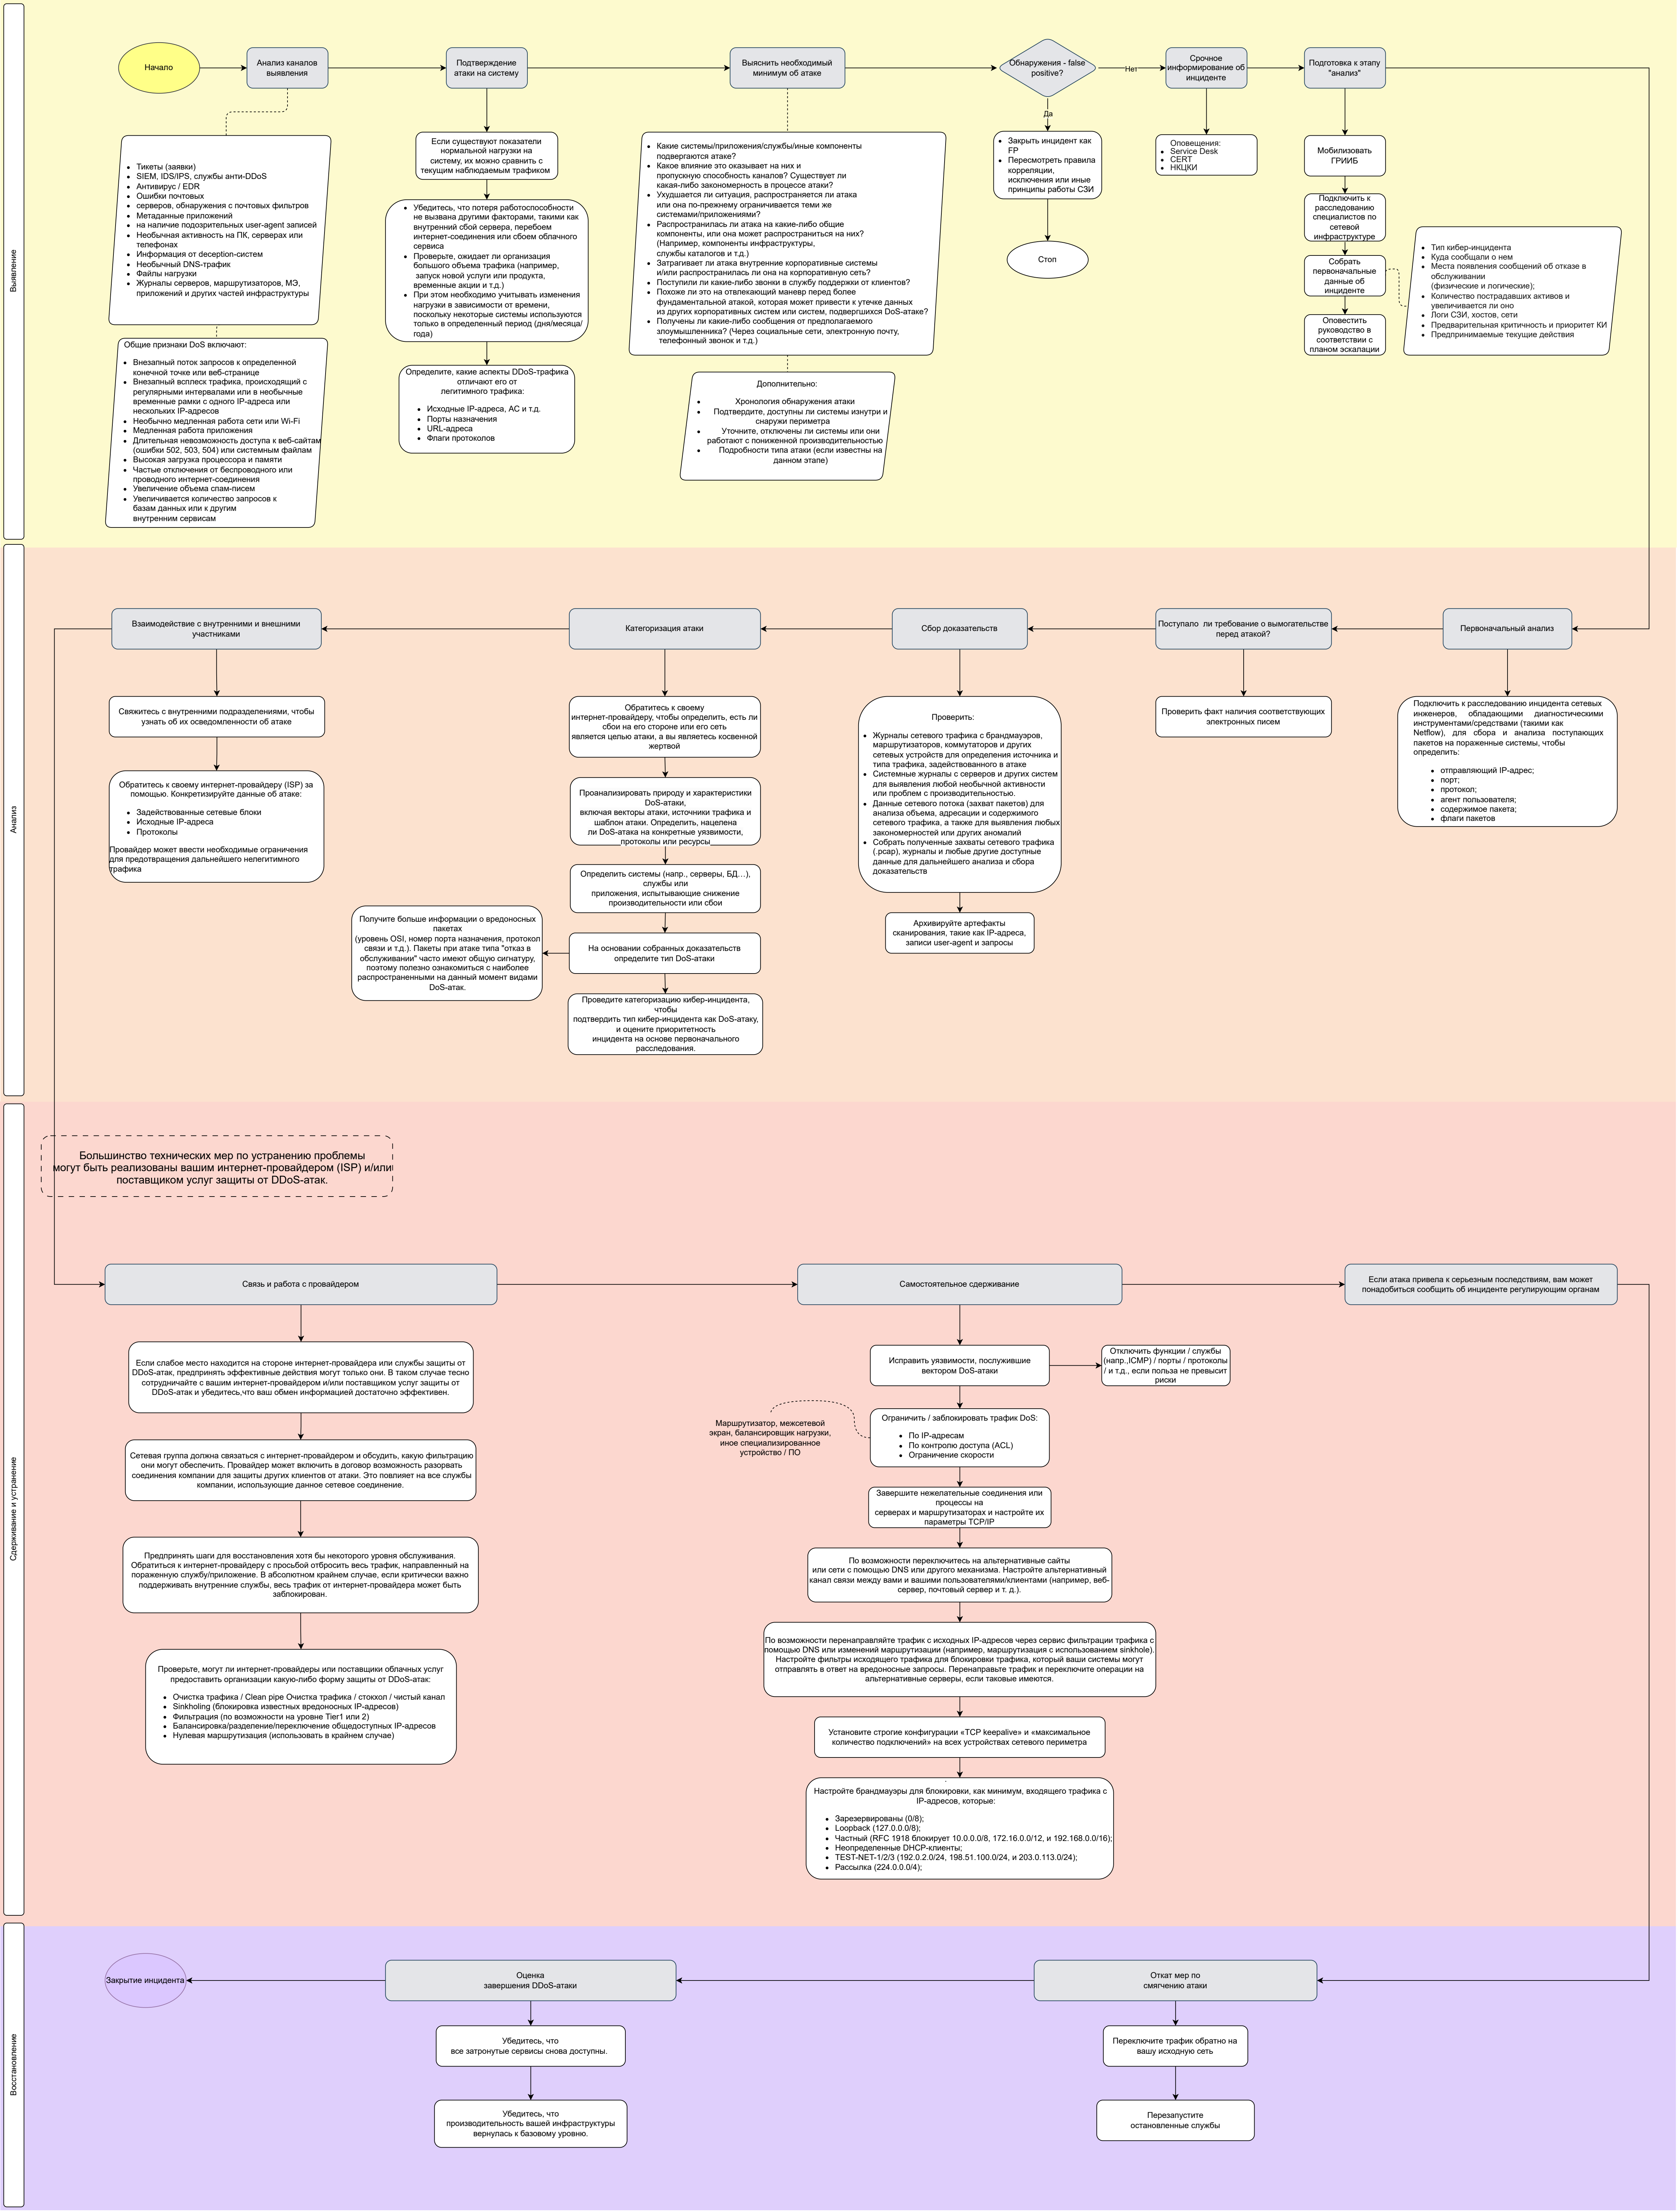 Выявление
Начало
Анализ каналов
выявления
Подтверждение
атаки на систему
Выяснить необходимый
минимум об атаке
Обнаружения - false
positive?
Нет
Да
Срочное
информирование об
инциденте
Подготовка к этапу
"анализ"
Тикеты (заявки)
SIEM, IDS/IPS, службы анти-DDoS
Антивирус / EDR
Ошибки почтовых
серверов, обнаружения с почтовых фильтров
Метаданные приложений
на наличие подозрительных user-agent записей
Необычная активность на ПК, серверах или
телефонах
Информация от deception-систем
Необычный DNS-трафик
Файлы нагрузки
Журналы серверов, маршрутизаторов, МЭ,
приложений и других частей инфраструктуры
Общие признаки DoS включают:
Внезапный поток запросов к определенной
конечной точке или веб-странице
Внезапный всплеск трафика, происходящий с
регулярными интервалами или в необычные
временные рамки с одного IP-адреса или
нескольких IP-адресов
Необычно медленная работа сети или Wi-Fi
Медленная работа приложения
Длительная невозможность доступа к веб-сайтам
(ошибки 502, 503, 504) или системным файлам
Высокая загрузка процессора и памяти
Частые отключения от беспроводного или
проводного интернет-соединения
Увеличение объема спам-писем
Увеличивается количество запросов к
базам данных или к другим
внутренним сервисам
Если существуют показатели
нормальной нагрузки на
систему, их можно сравнить с
текущим наблюдаемым трафиком
Убедитесь, что потеря работоспособности
не вызвана другими факторами, такими как
внутренний сбой сервера, перебоем
интернет-соединения или сбоем облачного
сервиса
Проверьте, ожидает ли организация
большого объема трафика (например,
запуск новой услуги или продукта,
временные акции и т.д.)
При этом необходимо учитывать изменения
нагрузки в зависимости от времени,
поскольку некоторые системы используются
только в определенный период (дня/месяца/
года)
Определите, какие аспекты DDoS-трафика
отличают его от
легитимного трафика:
Исходные IP-адреса, АС и т.д.
Порты назначения
URL-адреса
Флаги протоколов
Какие системы/приложения/службы/иные компоненты
подвергаются атаке?
Какое влияние это оказывает на них и
пропускную способность каналов? Существует ли
какая-либо закономерность в процессе атаки?
Ухудшается ли ситуация, распространяется ли атака
или она по-прежнему ограничивается теми же
системами/приложениями?
Распространилась ли атака на какие-либо общие
компоненты, или она может распространиться на них?
(Например, компоненты инфраструктуры,
службы каталогов и т.д.)
Затрагивает ли атака внутренние корпоративные системы
и/или распространилась ли она на корпоративную сеть?
Поступили ли какие-либо звонки в службу поддержки от клиентов?
Похоже ли это на отвлекающий маневр перед более
фундаментальной атакой, которая может привести к утечке данных
из других корпоративных систем или систем, подвергшихся DoS-атаке?
Получены ли какие-либо сообщения от предполагаемого
злоумышленника? (Через социальные сети, электронную почту,
телефонный звонок и т.д.)
Дополнительно:
Хронология обнаружения атаки
Подтвердите, доступны ли системы изнутри и
снаружи периметра
Уточните, отключены ли системы или они
работают с пониженной производительностью
Подробности типа атаки (если известны на
данном этапе)
Закрыть инцидент как
FP
Пересмотреть правила
корреляции,
исключения или иные
принципы работы СЗИ
Стоп
Оповещения:
Service Desk
CERT
НКЦКИ
Мобилизовать
ГРИИБ
Подключить к
расследованию
специалистов по
сетевой
инфраструктуре
Собрать
первоначальные
данные об
инциденте
Оповестить
руководство в
соответствии с
планом эскалации
Тип кибер-инцидента
Куда сообщали о нем
Места появления сообщений об отказе в
обслуживании
(физические и логические);
Количество пострадавших активов и
увеличивается ли оно
Логи СЗИ, хостов, сети
Предварительная критичность и приоритет КИ
Предпринимаемые текущие действия
Анализ
Взаимодействие с внутренними и внешними
участниками
Категоризация атаки
Сбор доказательств
Поступало ли требование о вымогательстве
перед атакой?
Первоначальный анализ
Свяжитесь с внутренними подразделениями, чтобы
узнать об их осведомленности об атаке
Обратитесь к своему интернет-провайдеру (ISP) за
помощью. Конкретизируйте данные об атаке:
Задействованные сетевые блоки
Исходные IP-адреса
Протоколы
Провайдер может ввести необходимые ограничения
для предотвращения дальнейшего нелегитимного
трафика
Обратитесь к своему
интернет-провайдеру, чтобы определить, есть ли
сбои на его стороне или его сеть
является целью атаки, а вы являетесь косвенной
жертвой
Проанализировать природу и характеристики
DoS-атаки,
включая векторы атаки, источники трафика и
шаблон атаки. Определить, нацелена
ли DoS-атака на конкретные уязвимости,
протоколы или ресурсы
Определить системы (напр., серверы, БД…),
службы или
приложения, испытывающие снижение
производительности или сбои
На основании собранных доказательств
определите тип DoS-атаки
Получите больше информации о вредоносных
пакетах
(уровень OSI, номер порта назначения, протокол
связи и т.д.). Пакеты при атаке типа "отказ в
обслуживании" часто имеют общую сигнатуру,
поэтому полезно ознакомиться с наиболее
распространенными на данный момент видами
DoS-атак.
Проведите категоризацию кибер-инцидента,
чтобы
подтвердить тип кибер-инцидента как DoS-атаку,
и оцените приоритетность
инцидента на основе первоначального
расследования.
Проверить:
Журналы сетевого трафика с брандмауэров,
маршрутизаторов, коммутаторов и других
сетевых устройств для определения источника и
типа трафика, задействованного в атаке
Системные журналы с серверов и других систем
для выявления любой необычной активности
или проблем с производительностью.
Данные сетевого потока (захват пакетов) для
анализа объема, адресации и содержимого
сетевого трафика, а также для выявления любых
закономерностей или других аномалий
Собрать полученные захваты сетевого трафика
(.pcap), журналы и любые другие доступные
данные для дальнейшего анализа и сбора
доказательств
Архивируйте артефакты
сканирования, такие как IP-адреса,
записи user-agent и запросы
Проверить факт наличия соответствующих
электронных писем
Подключить к расследованию инцидента сетевых
инженеров, обладающими диагностическими
инструментами/средствами (такими как
Netflow), для сбора и анализа поступающих
пакетов на пораженные системы, чтобы
определить:
отправляющий IP-адрес;
порт;
протокол;
агент пользователя;
содержимое пакета;
флаги пакетов
Сдерживание и устранение
Большинство технических мер по устранению проблемы
могут быть реализованы вашим интернет-провайдером (ISP) и/или
поставщиком услуг защиты от DDoS-атак.
Связь и работа с провайдером
Самостоятельное сдерживание
Если атака привела к серьезным последствиям, вам может
понадобиться сообщить об инциденте регулирующим органам
Если слабое место находится на стороне интернет-провайдера или службы защиты от
DDoS-атак, предпринять эффективные действия могут только они. В таком случае тесно
сотрудничайте с вашим интернет-провайдером и/или поставщиком услуг защиты от
DDoS-атак и убедитесь,что ваш обмен информацией достаточно эффективен.
Сетевая группа должна связаться с интернет-провайдером и обсудить, какую фильтрацию
они могут обеспечить. Провайдер может включить в договор возможность разорвать
соединения компании для защиты других клиентов от атаки. Это повлияет на все службы
компании, использующие данное сетевое соединение.
Предпринять шаги для восстановления хотя бы некоторого уровня обслуживания.
Обратиться к интернет-провайдеру с просьбой отбросить весь трафик, направленный на
пораженную службу/приложение. В абсолютном крайнем случае, если критически важно
поддерживать внутренние службы, весь трафик от интернет-провайдера может быть
заблокирован.
Проверьте, могут ли интернет-провайдеры или поставщики облачных услуг
предоставить организации какую-либо форму защиты от DDoS-атак:
Очистка трафика / Clean pipe Очистка трафика / стокхол / чистый канал
Sinkholing (блокировка известных вредоносных IP-адресов)
Фильтрация (по возможности на уровне Tier1 или 2)
Балансировка/разделение/переключение общедоступных IP-адресов
Нулевая маршрутизация (использовать в крайнем случае)
Исправить уязвимости, послужившие
вектором DoS-атаки
Отключить функции / службы
(напр.,ICMP) / порты / протоколы
/ и т.д., если польза не превысит
риски
Маршрутизатор, межсетевой
экран, балансировщик нагрузки,
иное специализированное
устройство / ПО
Ограничить / заблокировать трафик DoS:
По IP-адресам
По контролю доступа (ACL)
Ограничение скорости
Завершите нежелательные соединения или
процессы на
серверах и маршрутизаторах и настройте их
параметры TCP/IP
По возможности переключитесь на альтернативные сайты
или сети с помощью DNS или другого механизма. Настройте альтернативный
канал связи между вами и вашими пользователями/клиентами (например, веб-
сервер, почтовый сервер и т. д.).
По возможности перенаправляйте трафик с исходных IP-адресов через сервис фильтрации трафика с
помощью DNS или изменений маршрутизации (например, маршрутизация с использованием sinkhole).
Настройте фильтры исходящего трафика для блокировки трафика, который ваши системы могут
отправлять в ответ на вредоносные запросы. Перенаправьте трафик и переключите операции на
альтернативные серверы, если таковые имеются.
Установите строгие конфигурации «TCP keepalive» и «максимальное
количество подключений» на всех устройствах сетевого периметра
Настройте брандмауэры для блокировки, как минимум, входящего трафика с
IP-адресов, которые:
Зарезервированы (0/8);
Loopback (127.0.0.0/8);
Частный (RFC 1918 блокирует 10.0.0.0/8, 172.16.0.0/12, и 192.168.0.0/16);
Неопределенные DHCP-клиенты;
TEST-NET-1/2/3 (192.0.2.0/24, 198.51.100.0/24, и 203.0.113.0/24);
Рассылка (224.0.0.0/4);
Восстановление
Закрытие инцидента
Оценка
завершения DDoS-атаки
Откат мер по
смягчению атаки
Убедитесь, что
все затронутые сервисы снова доступны.
Убедитесь, что
производительность вашей инфраструктуры
вернулась к базовому уровню.
Переключите трафик обратно на
вашу исходную сеть
Перезапустите
остановленные службы